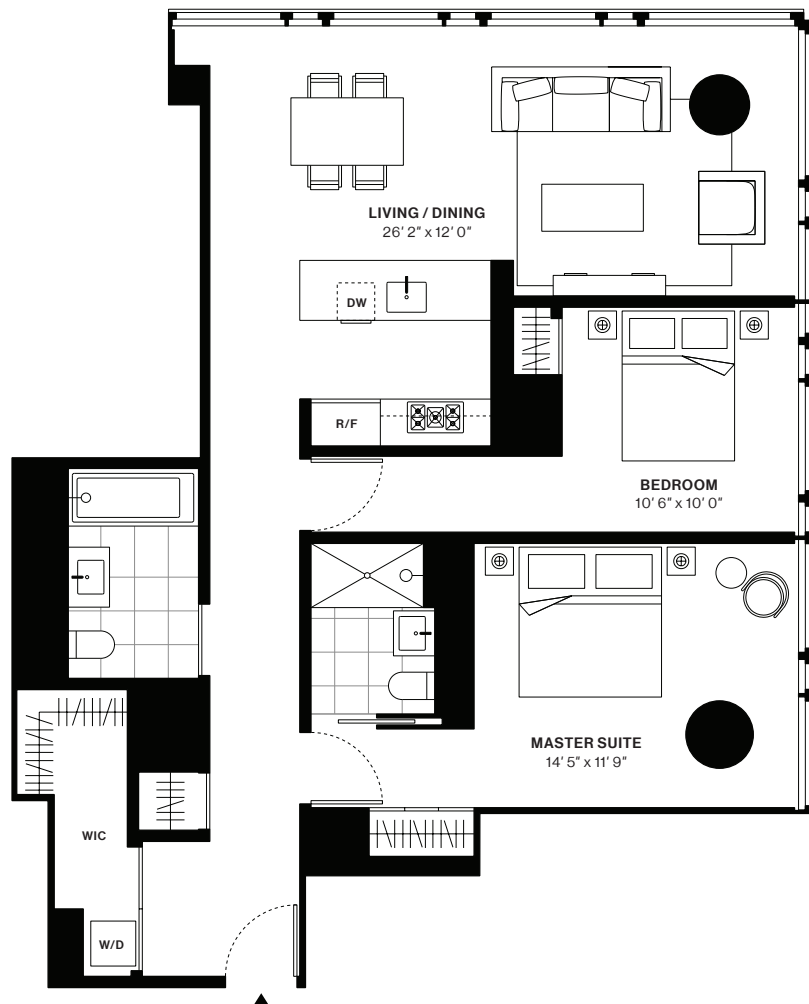 LIVING / DINING
26′ 2″ x 12′ 0″
DW
R/F
BEDROOM
10′ 6″ x 10′ 0″
MASTER SUITE
14′ 5″ x 11′ 9″
WIC
W/D